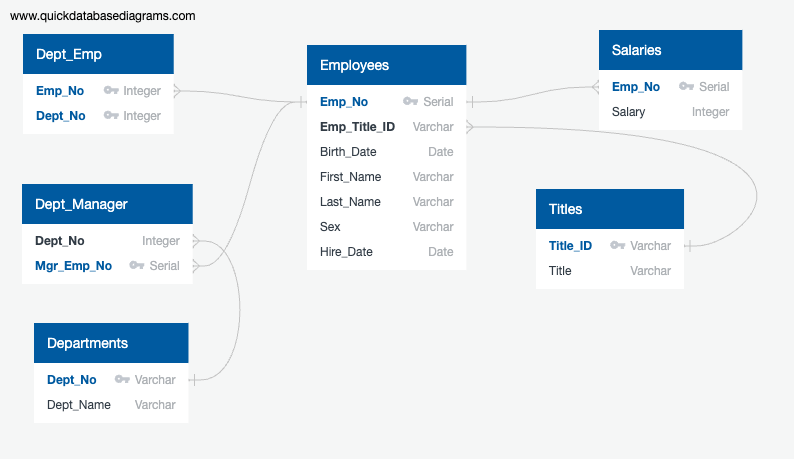 www.quickdatabasediagrams.com
Dept_Emp
Emp_No Integer
Dept_No Integer
Dept_Manager
Dept_No Integer
Mgr_Emp_No Serial
Departments
Dept_No Varchar
Dept_Name Varchar
Employees
Emp_No Serial
Emp_Title_ID Varchar
Birth_Date Date
First_Name Varchar
Last_Name Varchar
Sex Varchar
Hire_Date Date
Salaries
Emp_No Serial
Salary Integer
Titles
Title_ID Varchar
Title Varchar